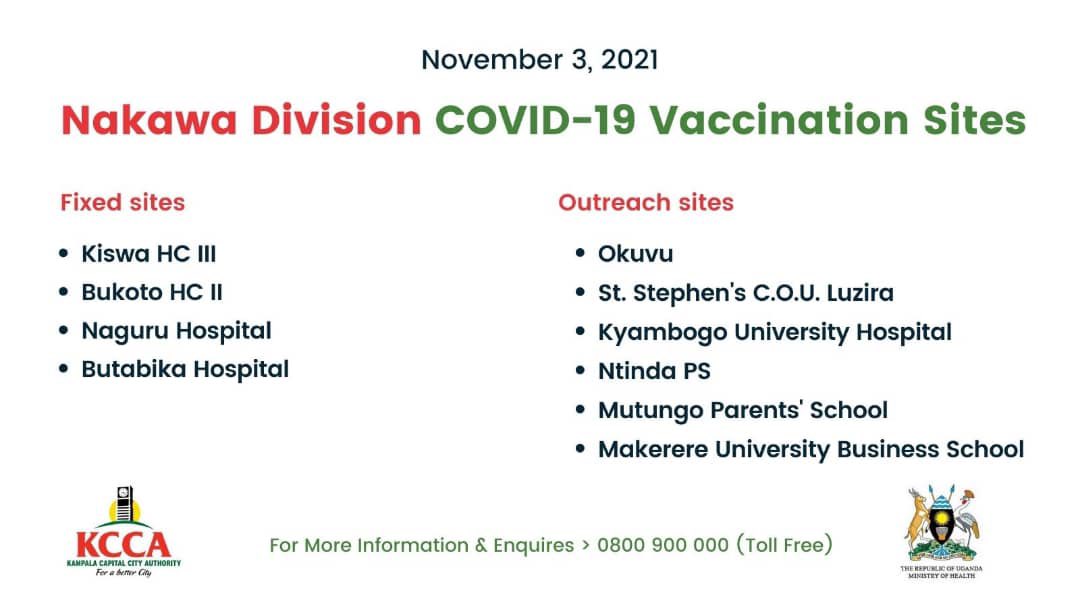 November 3, 2021
Nakawa Division COVID-19 Vaccination Sites
Fixed sites
• Kiswa HC III
• Bukoto HC II
• Naguru Hospital
• Butabika Hospital
Outreach sites
• Okuvu
• St. Stephen's C.O.U. Luzira
• Kyambogo University Hospital
• Ntinda PS
• Mutungo Parents' School
• Makerere University Business School
KCCA
KAMPALA CAPITAL CITY AUTHORITY
For a better City
For More Information & Enquires > 0800 900 000 (Toll Free)
THE REPUBLIC OF UGANDA
MINISTRY OF HEALTH